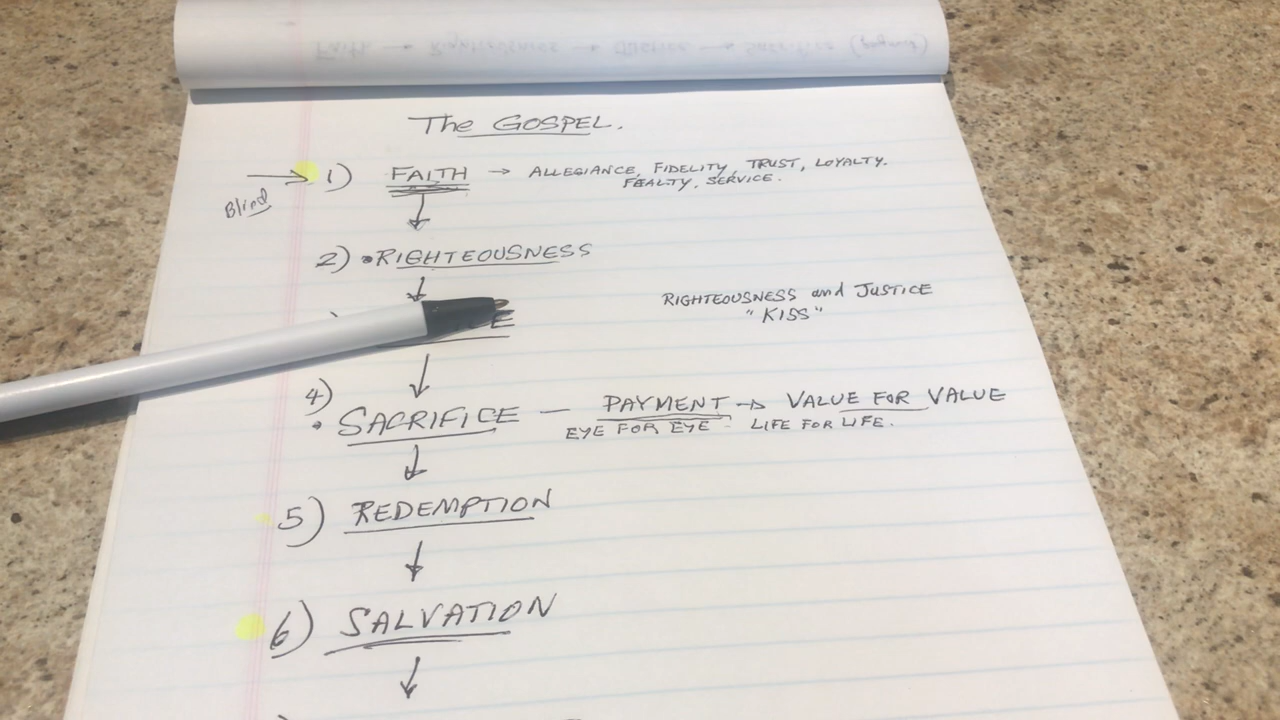 The GOSPEL.
Blind → 1) FAITH → ALLEGIANCE, FIDELITY, TRUST, LOYALTY.
FEALTY, SERVICE.
2) •RIGHTEOUSNESS
RIGHTEOUSNESS and JUSTICE
"KISS"
4)
• SACRIFICE — PAYMENT → VALUE FOR VALUE
EYE FOR EYE - LIFE FOR LIFE.
5) REDEMPTION
6) SALVATION